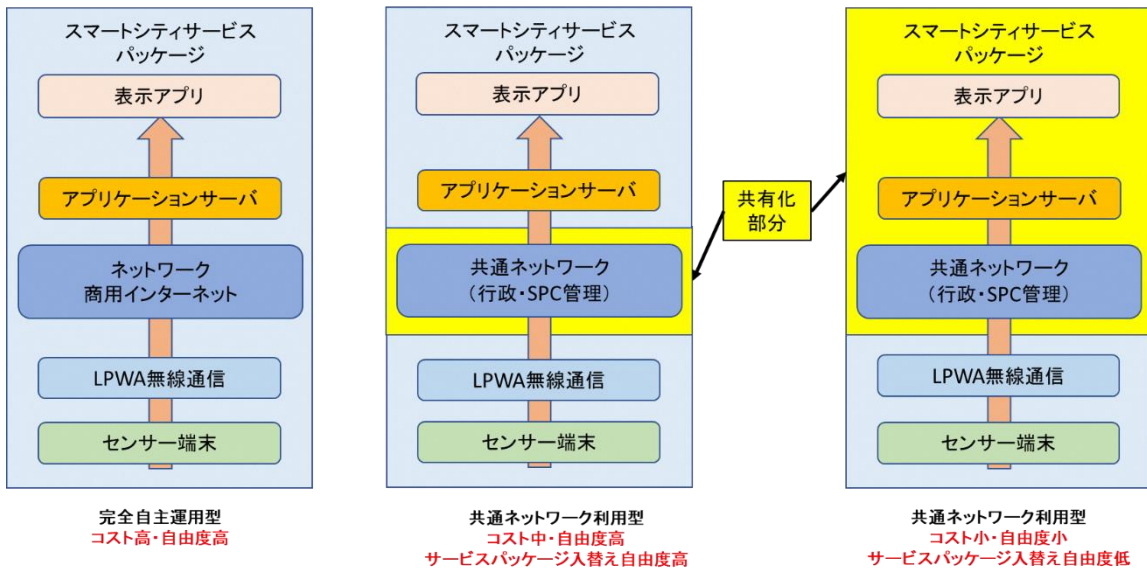 スマートシティサービス
パッケージ
表示アプリ
アプリケーションサーバ
ネットワーク
商用インターネット
LPWA無線通信
センサー端末
完全自主運用型
コスト高・自由度高
スマートシティサービス
パッケージ
表示アプリ
アプリケーションサーバ
共通ネットワーク
（行政・SPC管理）
LPWA無線通信
センサー端末
共通ネットワーク利用型
コスト中・自由度高
サービスパッケージ入替え自由度高
共有化
部分
スマートシティサービス
パッケージ
表示アプリ
アプリケーションサーバ
共通ネットワーク
（行政・SPC管理）
LPWA無線通信
センサー端末
共通ネットワーク利用型
コスト小・自由度小
サービスパッケージ入替え自由度低